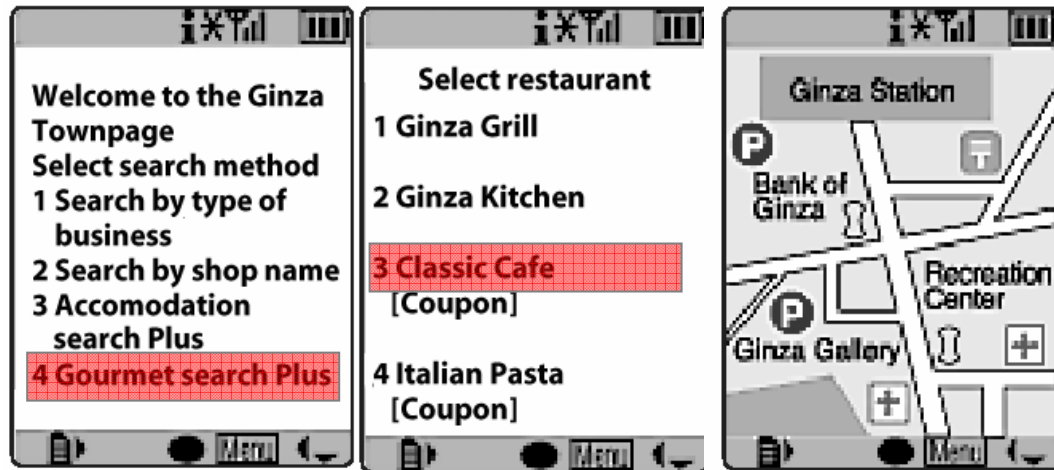 Welcome to the Ginza
Townpage
Select search method
1 Search by type of
business
2 Search by shop name
3 Accomodation
search Plus
4 Gourmet search Plus
Menu
Select restaurant
1 Ginza Grill
2 Ginza Kitchen
3 Classic Cafe
[Coupon]
4 Italian Pasta
[Coupon]
Menu
Ginza Station
P
Bank of
Ginza
Recreation
Center
P
Ginza Gallery
Menu